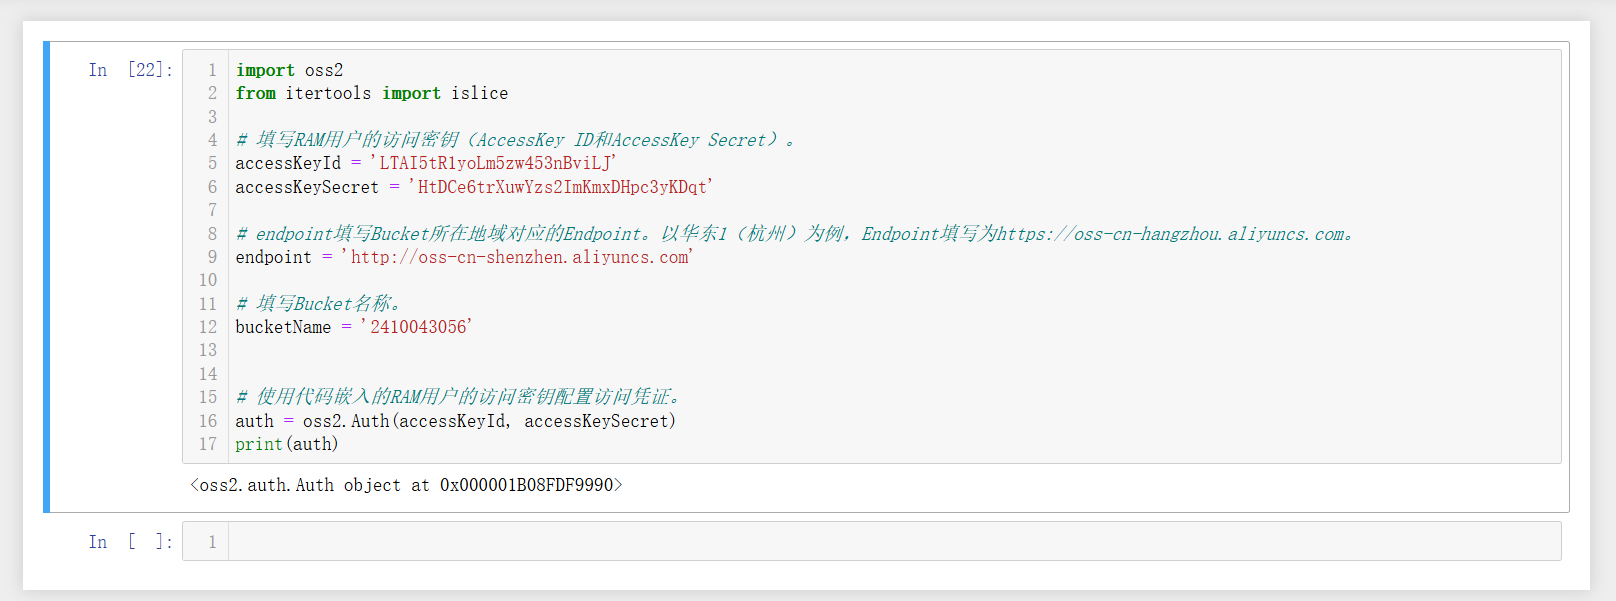 In [22]:
1 import oss2
2 from itertools import islice
3
4 # 填写RAM用户的访问密钥（AccessKey ID和AccessKey Secret）。
5 accessKeyId = 'LTAI5tR1yoLm5zw453nBviLJ'
6 accessKeySecret = 'HtDCe6trXuwYzs2ImKmxDHpc3yKDqt'
7
8 # endpoint填写Bucket所在地域对应的Endpoint。以华东1（杭州）为例，Endpoint填写为https://oss-cn-hangzhou.aliyuncs.com。
9 endpoint = 'http://oss-cn-shenzhen.aliyuncs.com'
10
11 # 填写Bucket名称。
12 bucketName = '2410043056'
13
14
15 # 使用代码嵌入的RAM用户的访问密钥配置访问凭证。
16 auth = oss2.Auth(accessKeyId, accessKeySecret)
17 print(auth)
<oss2.auth.Auth object at 0x000001B08FDF9990>
In [ ]:
1